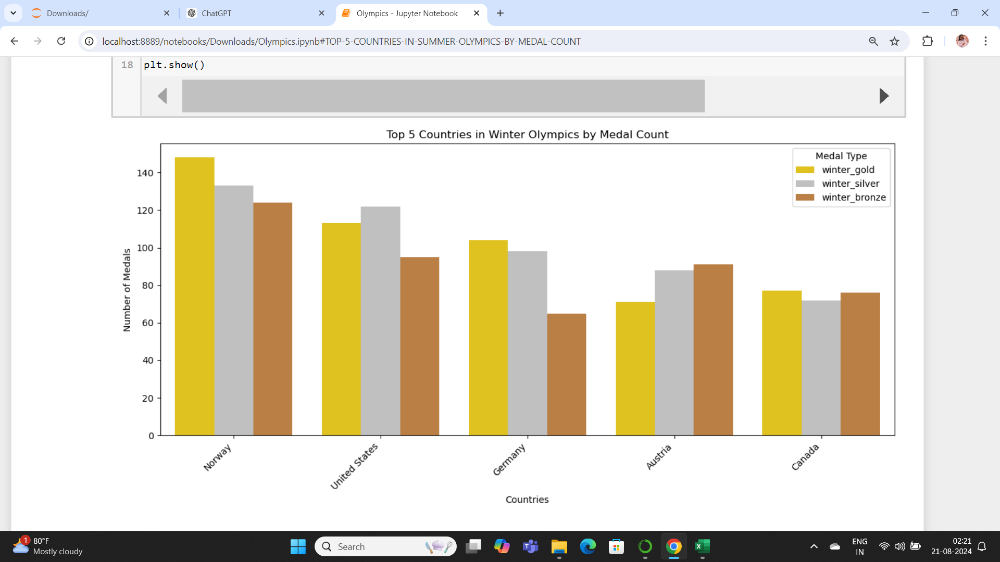 Downloads/
ChatGPT
Olympics - Jupyter Notebook
localhost:8889/notebooks/Downloads/Olympics.ipynb#TOP-5-COUNTRIES-IN-SUMMER-OLYMPICS-BY-MEDAL-COUNT
18 plt.show()
Top 5 Countries in Winter Olympics by Medal Count
Medal Type
winter_gold
winter_silver
winter_bronze
Number of Medals
140
120
100
80
60
40
20
0
Norway
United States
Germany
Austria
Canada
Countries
1
80°F
Mostly cloudy
Search
ENG
IN
02:21
21-08-2024